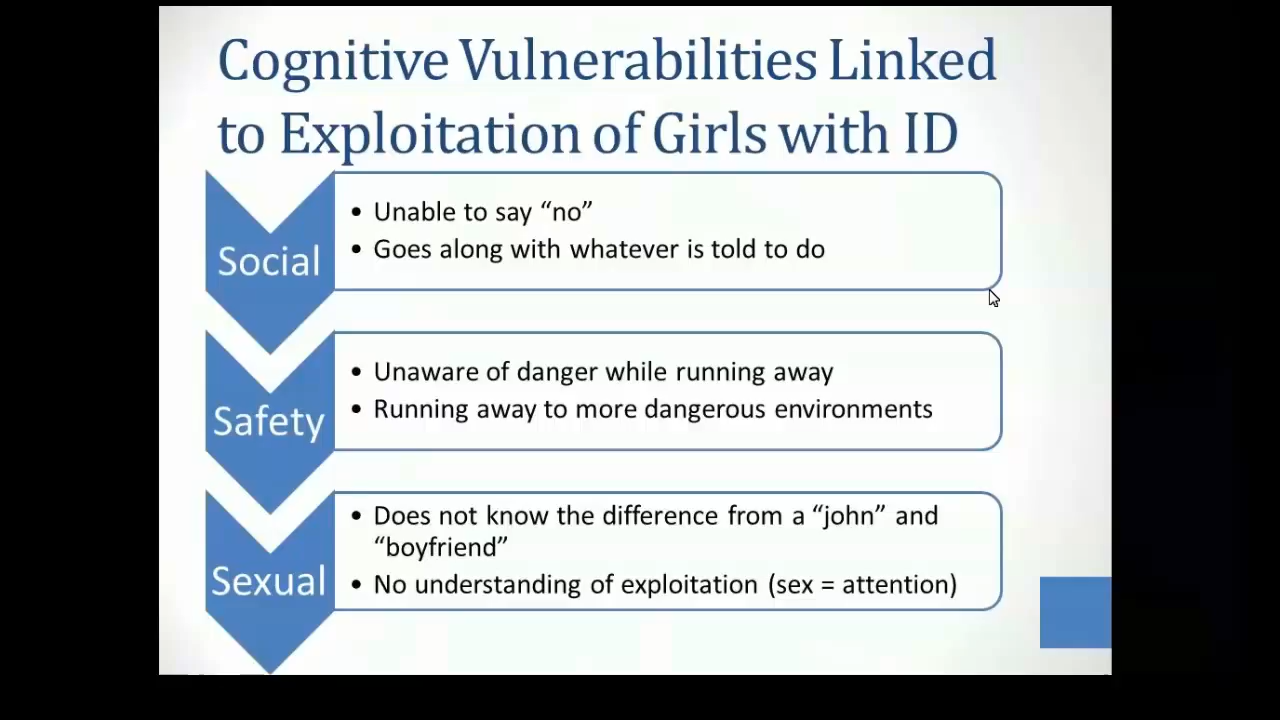 Cognitive Vulnerabilities Linked
to Exploitation of Girls with ID
Social
• Unable to say “no”
• Goes along with whatever is told to do
Safety
• Unaware of danger while running away
• Running away to more dangerous environments
Sexual
• Does not know the difference from a “john” and
“boyfriend”
• No understanding of exploitation (sex = attention)